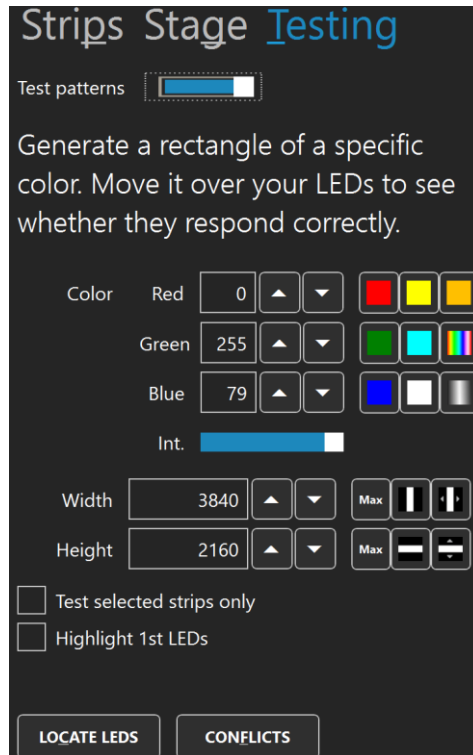 Strips Stage Testing
Test patterns
Generate a rectangle of a specific
color. Move it over your LEDs to see
whether they respond correctly.
Color Red 0
Green 255
Blue 79
Int.
Width 3840 Max
Height 2160 Max
Test selected strips only
Highlight 1st LEDs
LOCATE LEDS CONFLICTS